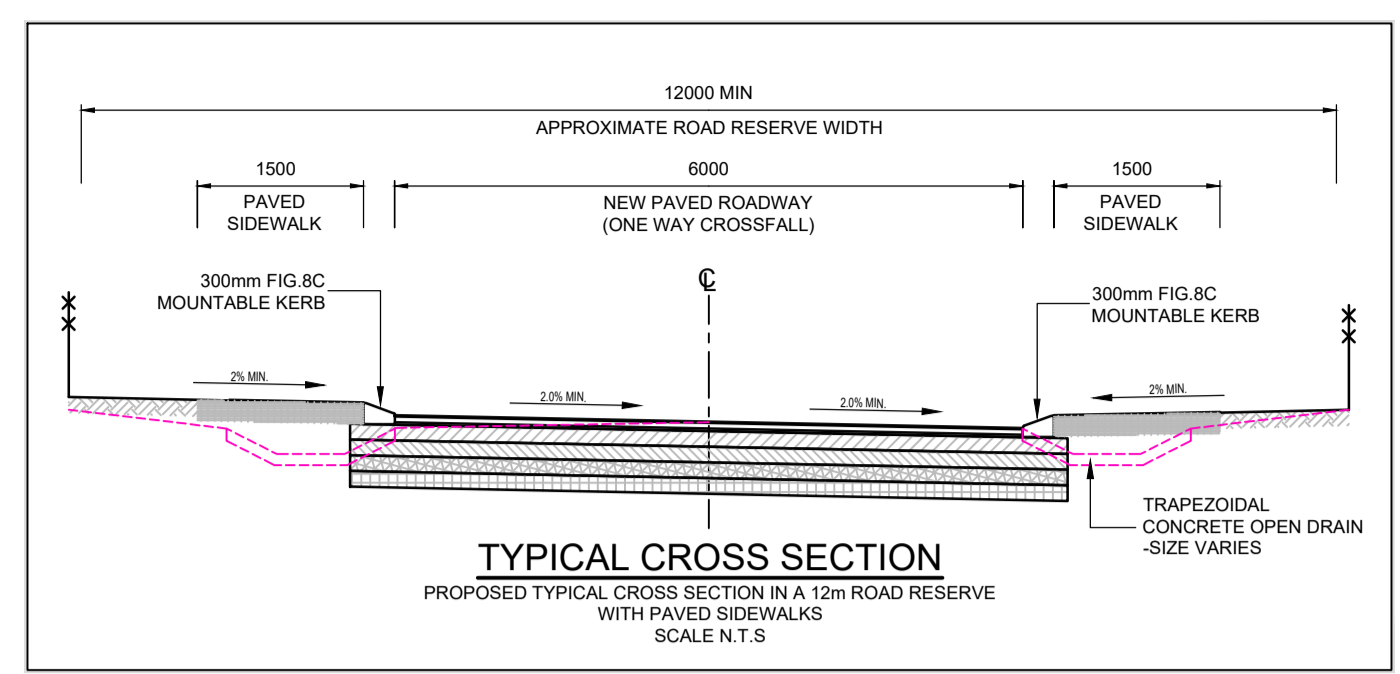 12000 MIN
APPROXIMATE ROAD RESERVE WIDTH
1500
PAVED
SIDEWALK
6000
NEW PAVED ROADWAY
(ONE WAY CROSSFALL)
1500
PAVED
SIDEWALK
300mm FIG.8C
MOUNTABLE KERB
℄
300mm FIG.8C
MOUNTABLE KERB
2% MIN.
2.0% MIN.
2.0% MIN.
2% MIN.
TRAPEZOIDAL
CONCRETE OPEN DRAIN
-SIZE VARIES
TYPICAL CROSS SECTION
PROPOSED TYPICAL CROSS SECTION IN A 12m ROAD RESERVE
WITH PAVED SIDEWALKS
SCALE N.T.S